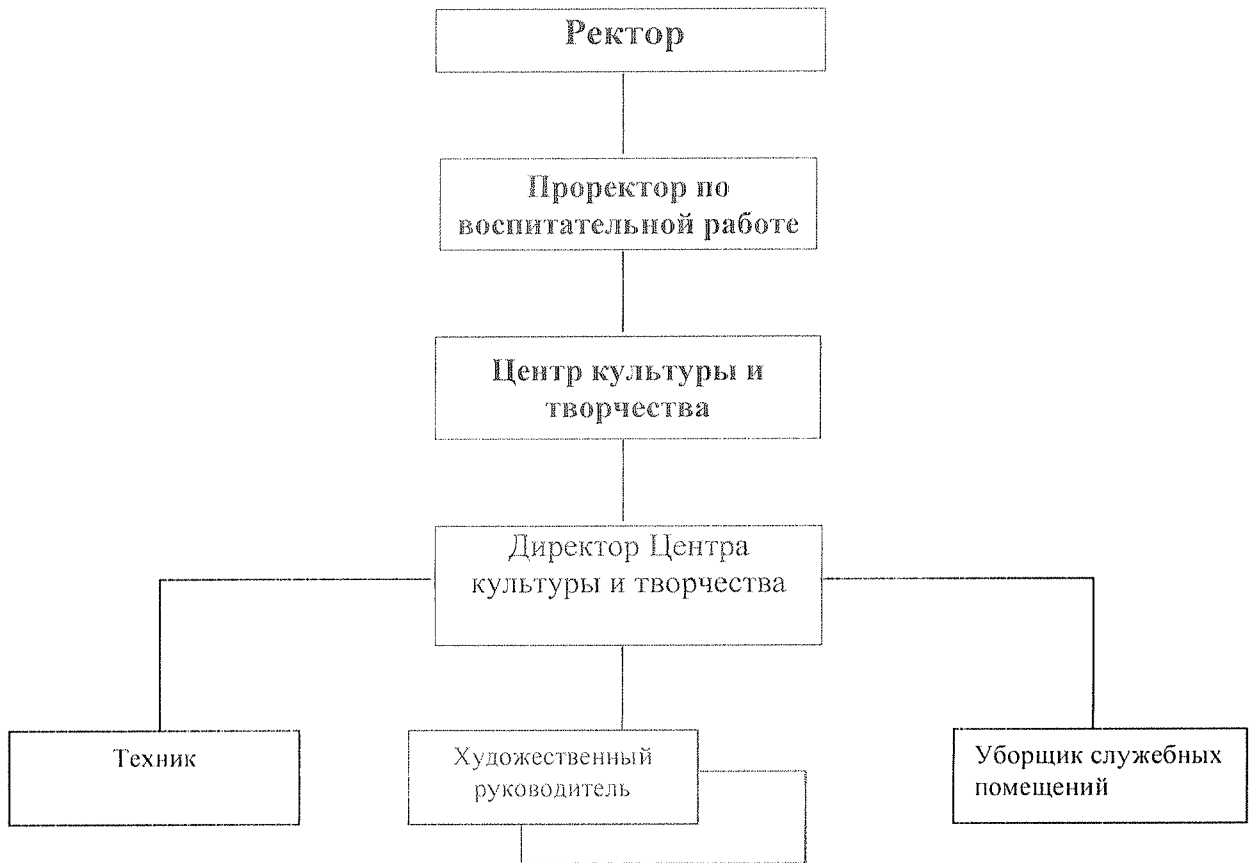 Ректор
Проректор по
воспитательной работе
Центр культуры и
творчества
Директор Центра
культуры и творчества
Техник
Художественный
руководитель
Уборщик служебных
помещений